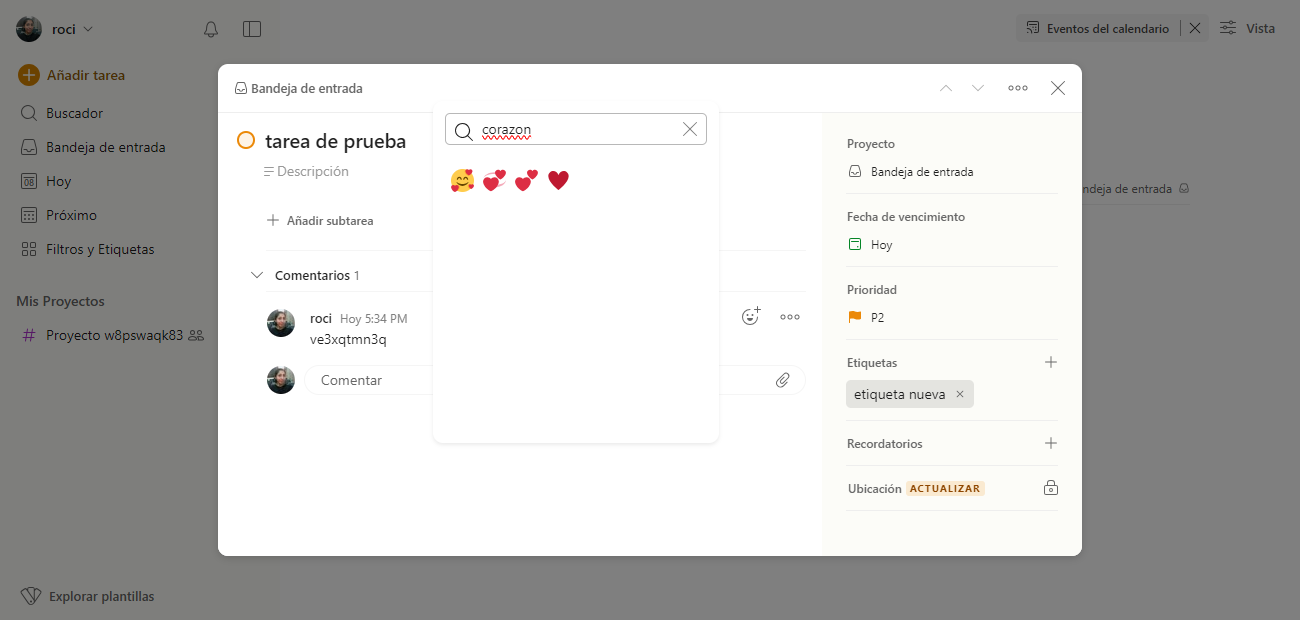 roci
Añadir tarea
Buscador
Bandeja de entrada
08 Hoy
Próximo
Filtros y Etiquetas
Mis Proyectos
# Proyecto w8pswaqk83
Explorar plantillas
Eventos del calendario
Vista
ndeja de entrada
Bandeja de entrada
tarea de prueba
Descripción
Añadir subtarea
Comentarios 1
roci Hoy 5:34 PM
ve3xqtmn3q
Comentar
corazon
Proyecto
Bandeja de entrada
Fecha de vencimiento
Hoy
Prioridad
P2
Etiquetas
etiqueta nueva
Recordatorios
Ubicación ACTUALIZAR